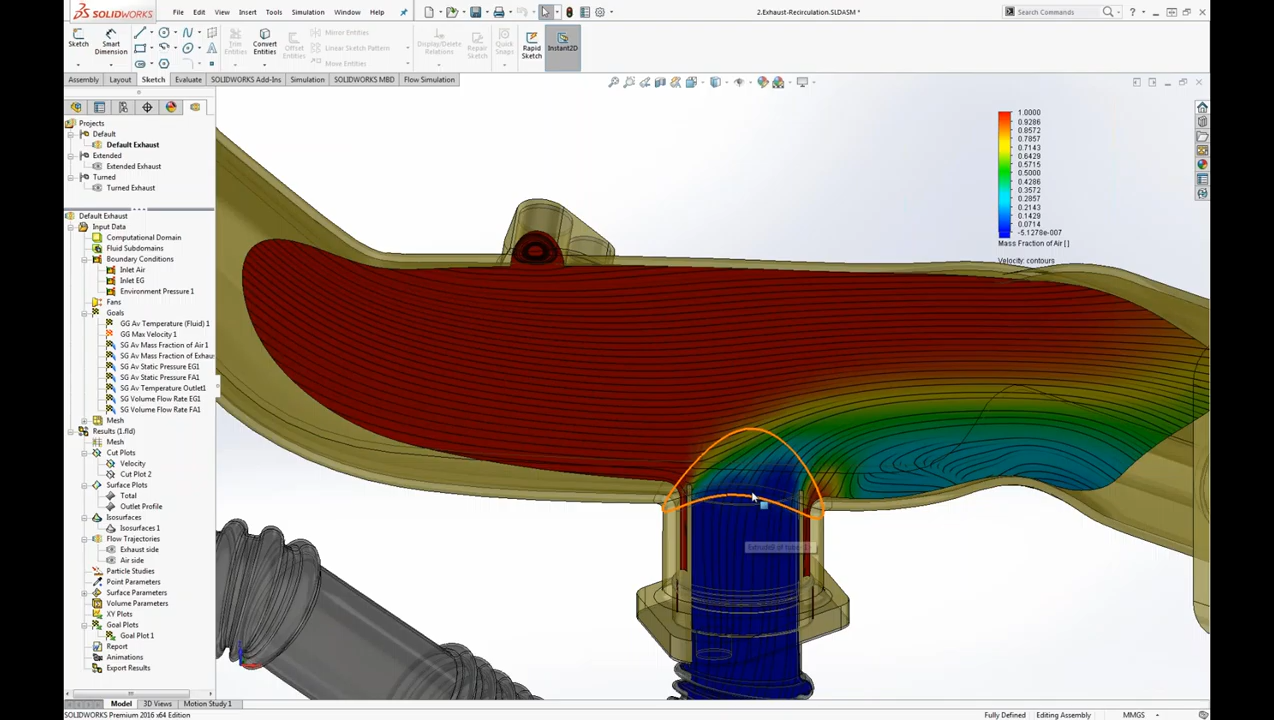 SOLIDWORKS
File Edit View Insert Tools Simulation Window Help
2.Exhaust-Recirculation.SLDASM *
Search Commands
Sketch
Smart Dimension
Trim Entities
Convert Entities
Offset Entities
Mirror Entities
Linear Sketch Pattern
Move Entities
Display/Delete Relations
Repair Sketch
Quick Snaps
Rapid Sketch
Instant2D
Assembly Layout Sketch Evaluate SOLIDWORKS Add-Ins Simulation SOLIDWORKS MBD Flow Simulation
Projects
Default
Default Exhaust
Extended
Extended Exhaust
Turned
Turned Exhaust
Default Exhaust
Input Data
Computational Domain
Fluid Subdomains
Boundary Conditions
Inlet Air
Inlet EG
Environment Pressure 1
Fans
Goals
GG Av Temperature (Fluid) 1
GG Max Velocity 1
SG Av Mass Fraction of Air 1
SG Av Mass Fraction of Exhau
SG Av Static Pressure EG1
SG Av Static Pressure FA1
SG Av Temperature Outlet1
SG Volume Flow Rate EG1
SG Volume Flow Rate FA1
Mesh
Results (1.fld)
Mesh
Cut Plots
Velocity
Cut Plot 2
Surface Plots
Total
Outlet Profile
Isosurfaces
Isosurfaces 1
Flow Trajectories
Exhaust side
Air side
Particle Studies
Point Parameters
Surface Parameters
Volume Parameters
XY Plots
Goal Plots
Goal Plot 1
Report
Animations
Export Results
1.0000
0.9286
0.8572
0.7857
0.7143
0.6429
0.5715
0.5000
0.4286
0.3572
0.2857
0.2143
0.1429
0.0714
-5.1278e-007
Mass Fraction of Air [ ]
Velocity: contours
Model 3D Views Motion Study 1
SOLIDWORKS Premium 2016 x64 Edition
Fully Defined Editing Assembly MMGS